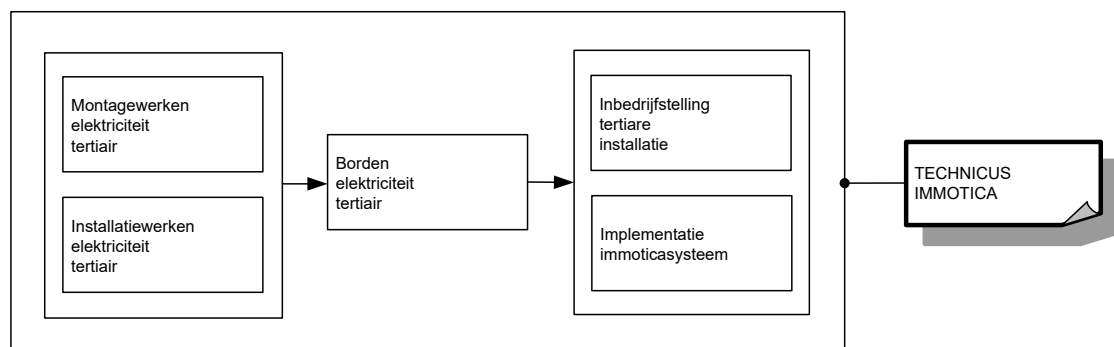 Montagewerken
elektriciteit
tertiair
Installatiewerken
elektriciteit
tertiair
Borden
elektriciteit
tertiair
Inbedrijfstelling
tertiare
installatie
Implementatie
immoticasysteem
TECHNICUS
IMMOTICA